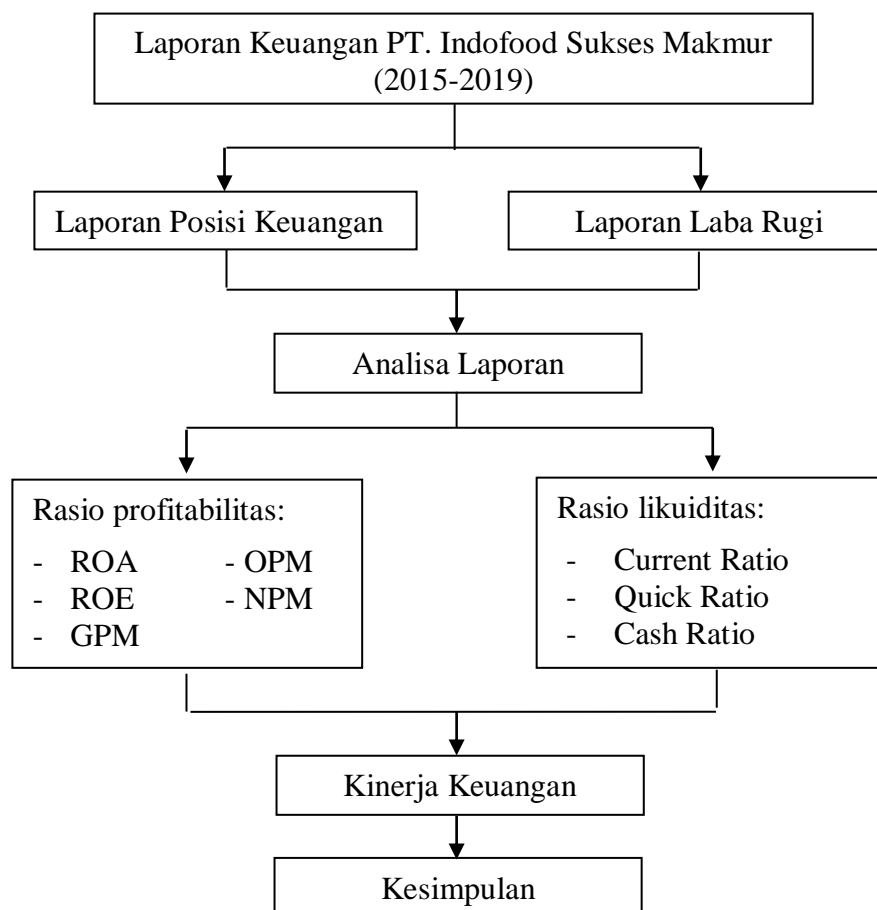 Laporan Keuangan PT. Indofood Sukses Makmur
(2015-2019)
Laporan Posisi Keuangan
Laporan Laba Rugi
Analisa Laporan
Rasio profitabilitas:
- ROA - OPM
- ROE - NPM
- GPM
Rasio likuiditas:
- Current Ratio
- Quick Ratio
- Cash Ratio
Kinerja Keuangan
Kesimpulan